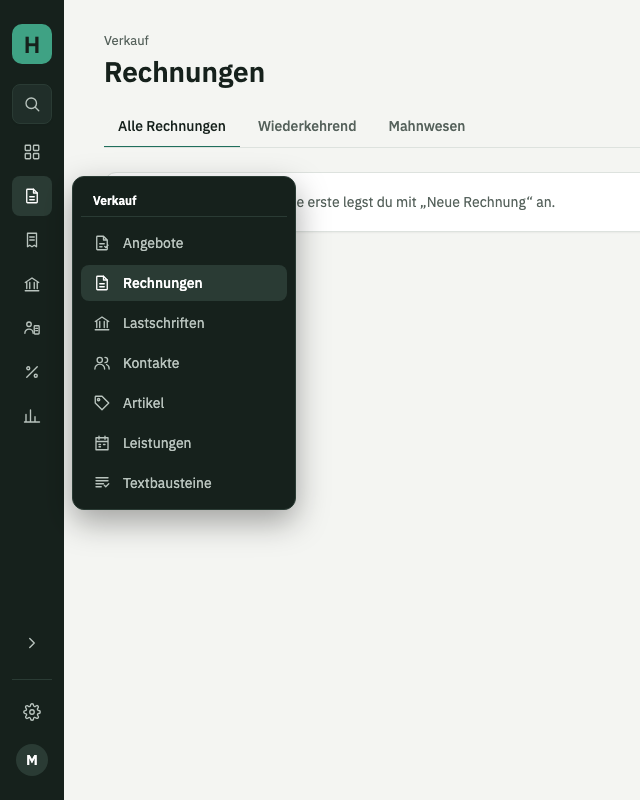 H
Verkauf
Rechnungen
Alle Rechnungen
Wiederkehrend
Mahnwesen
erste legst du mit „Neue Rechnung“ an.
Verkauf
Angebote
Rechnungen
Lastschriften
Kontakte
Artikel
Leistungen
Textbausteine
M